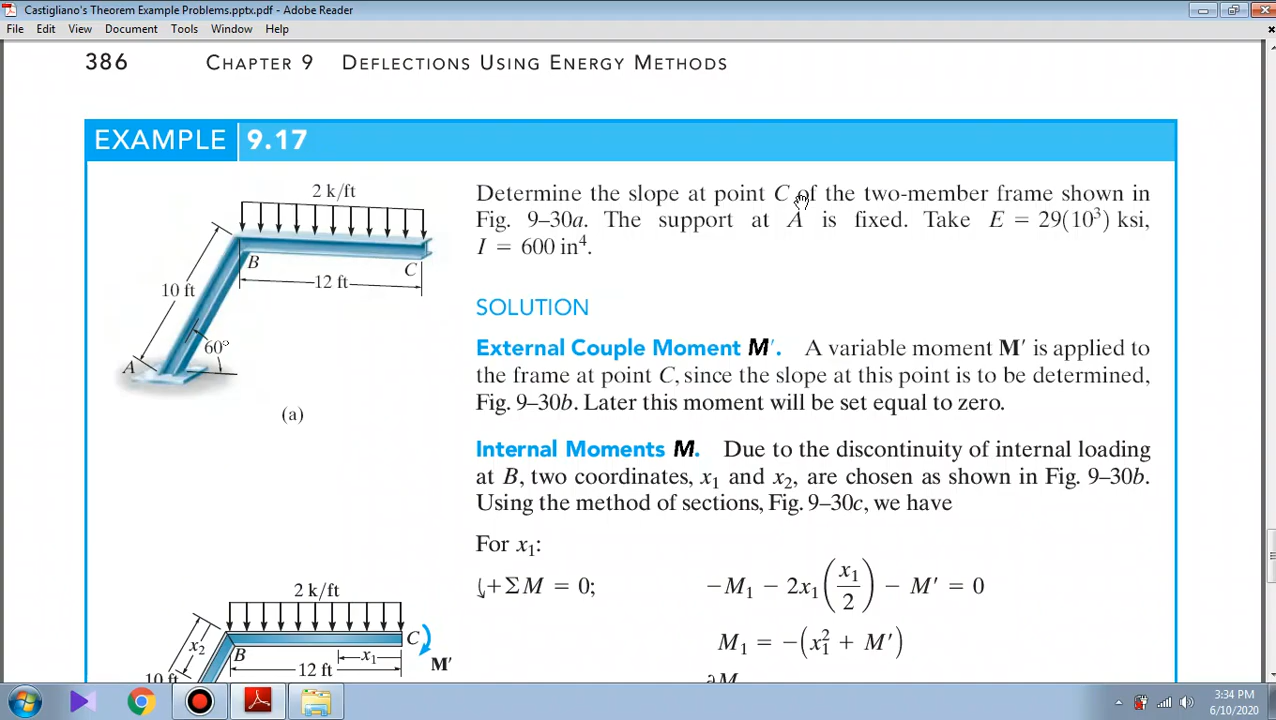 Castigliano's Theorem Example Problems.pptx.pdf - Adobe Reader
File Edit View Document Tools Window Help
386 CHAPTER 9 DEFLECTIONS USING ENERGY METHODS
EXAMPLE 9.17
2 k/ft
B
C
12 ft
10 ft
60°
A
(a)
Determine the slope at point C of the two-member frame shown in
Fig. 9–30a. The support at A is fixed. Take E = 29(10³) ksi,
I = 600 in⁴.
SOLUTION
External Couple Moment M′. A variable moment M′ is applied to
the frame at point C, since the slope at this point is to be determined,
Fig. 9–30b. Later this moment will be set equal to zero.
Internal Moments M. Due to the discontinuity of internal loading
at B, two coordinates, x₁ and x₂, are chosen as shown in Fig. 9–30b.
Using the method of sections, Fig. 9–30c, we have
For x₁:
↓+ΣM = 0; −M₁ − 2x₁(x₁/2) − M′ = 0
M₁ = −(x₁² + M′)
2 k/ft
x₂
B
C
x₁
M′
12 ft
10 ft
3:34 PM
6/10/2020